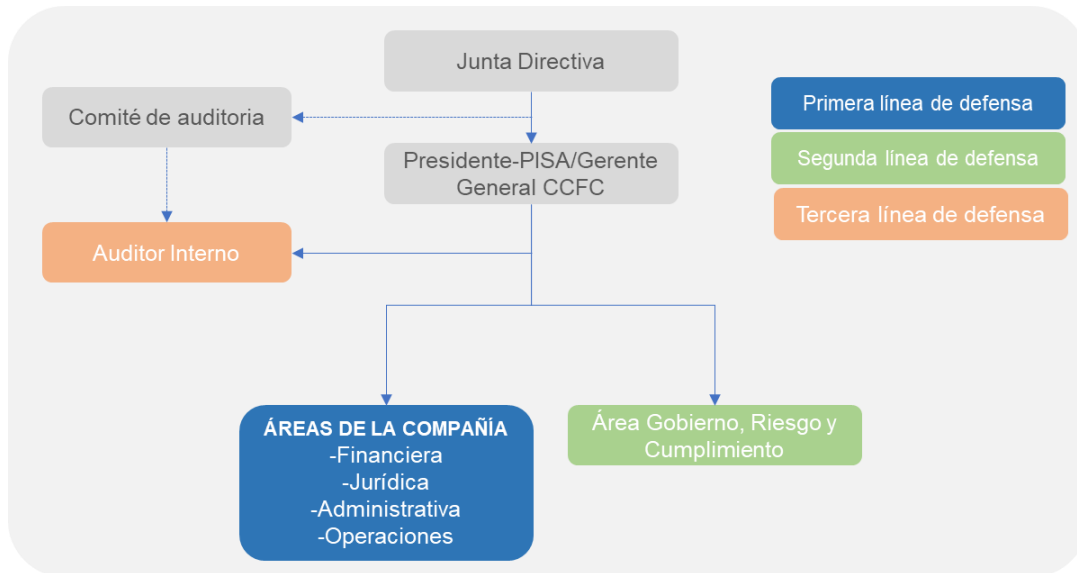 Junta Directiva
Comité de auditoria
Presidente-PISA/Gerente
General CCFC
Auditor Interno
Primera línea de defensa
Segunda línea de defensa
Tercera línea de defensa
ÁREAS DE LA COMPAÑÍA
-Financiera
-Jurídica
-Administrativa
-Operaciones
Área Gobierno, Riesgo y
Cumplimiento